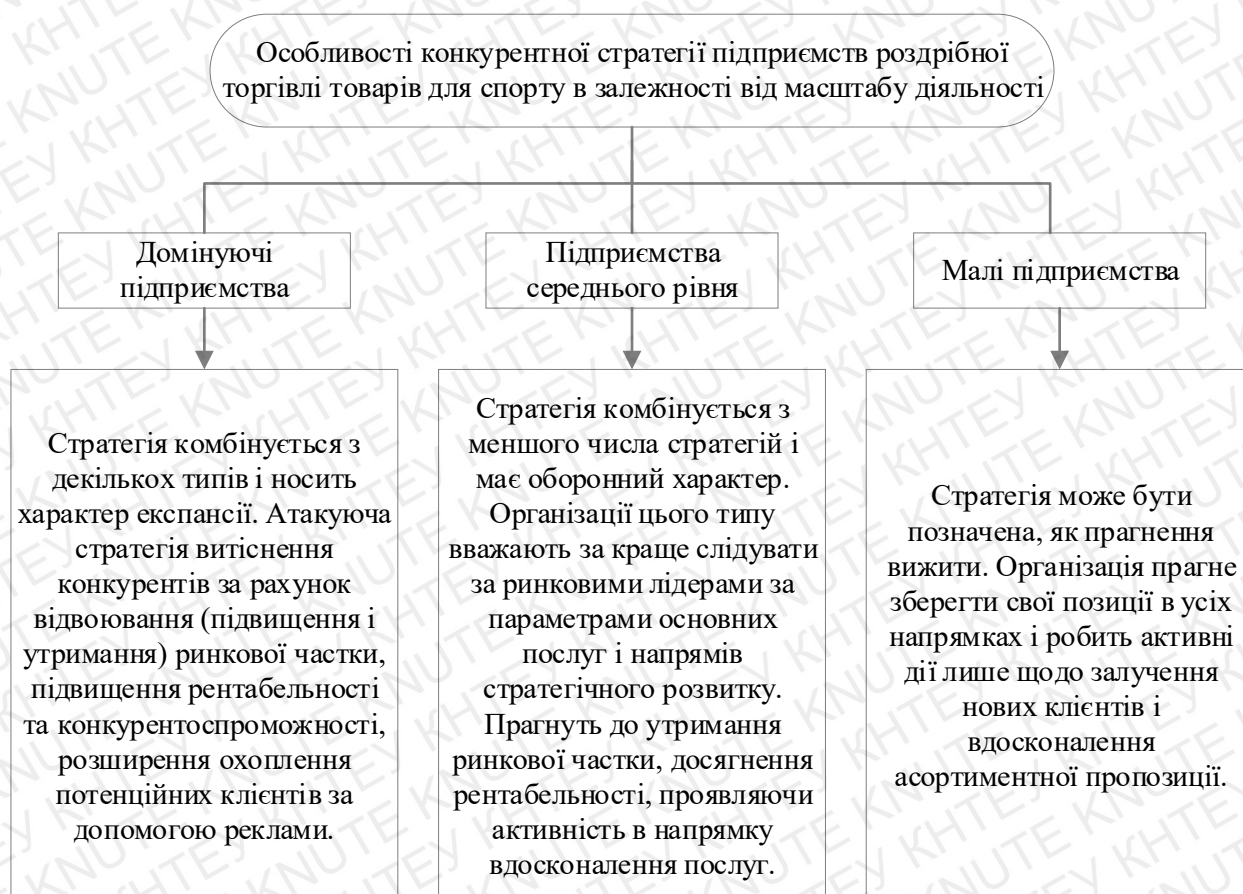 Особливості конкурентної стратегії підприємств роздрібної
торгівлі товарів для спорту в залежності від масштабу діяльності
Домінуючі
підприємства
Підприємства
середнього рівня
Малі підприємства
Стратегія комбінується з
декількох типів і носить
характер експансії. Атакуюча
стратегія витіснення
конкурентів за рахунок
відвоювання (підвищення і
утримання) ринкової частки,
підвищення рентабельності
та конкурентоспроможності,
розширення охоплення
потенційних клієнтів за
допомогою реклами.
Стратегія комбінується з
меншого числа стратегій і
має оборонний характер.
Організації цього типу
вважають за краще слідувати
за ринковими лідерами за
параметрами основних
послуг і напрямів
стратегічного розвитку.
Прагнуть до утримання
ринкової частки, досягнення
рентабельності, проявляючи
активність в напрямку
вдосконалення послуг.
Стратегія може бути
позначена, як прагнення
вижити. Організація прагне
зберегти свої позиції в усіх
напрямках і робить активні
дії лише щодо залучення
нових клієнтів і
вдосконалення
асортиментної пропозиції.